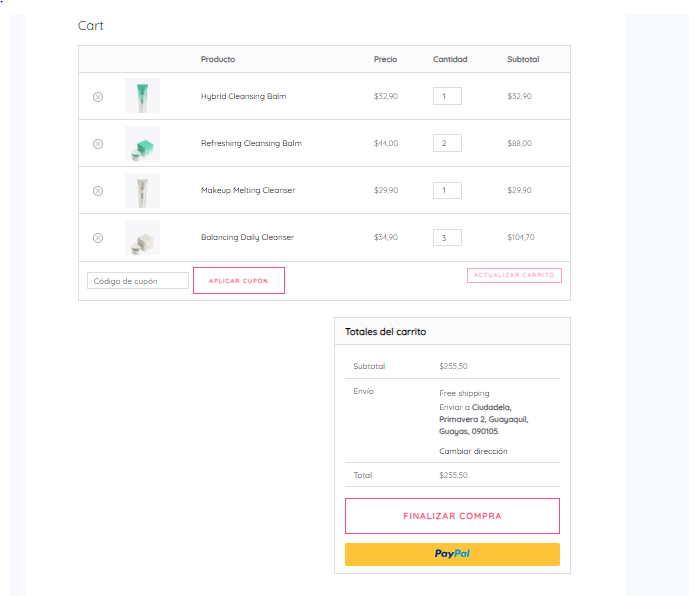 Cart
Producto Precio Cantidad Subtotal
Hybrid Cleansing Balm $32,90 1 $32,90
Refreshing Cleansing Balm $44,00 2 $88,00
Makeup Melting Cleanser $29,90 1 $29,90
Balancing Daily Cleanser $34,90 3 $104,70
Código de cupón APLICAR CUPÓN ACTUALIZAR CARRITO
Totales del carrito
Subtotal $255,50
Envío Free shipping
Enviar a Ciudadela,
Primavera 2, Guayaquil,
Guayas, 090105.
Cambiar dirección
Total $255,50
FINALIZAR COMPRA
PayPal